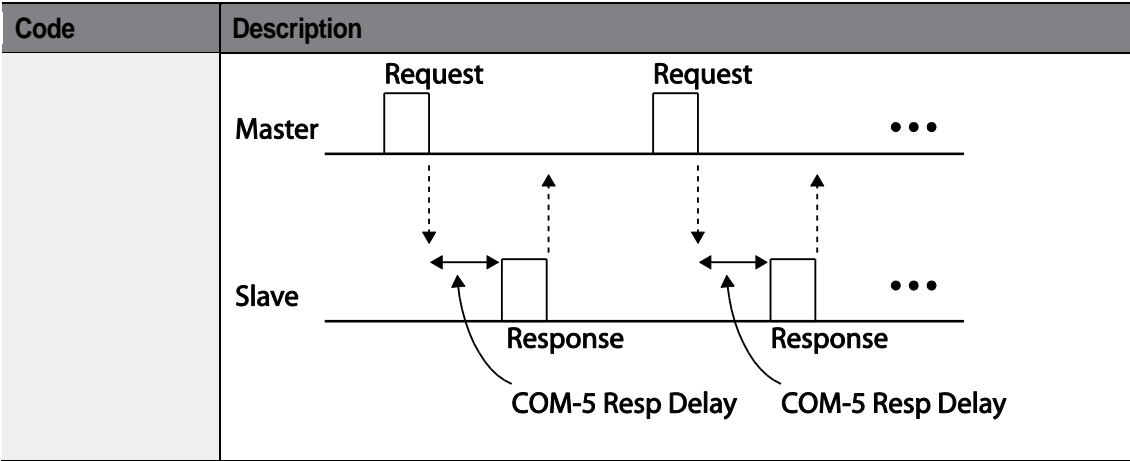 Code Description
Request Request
Master •••
Slave •••
Response Response
COM-5 Resp Delay COM-5 Resp Delay